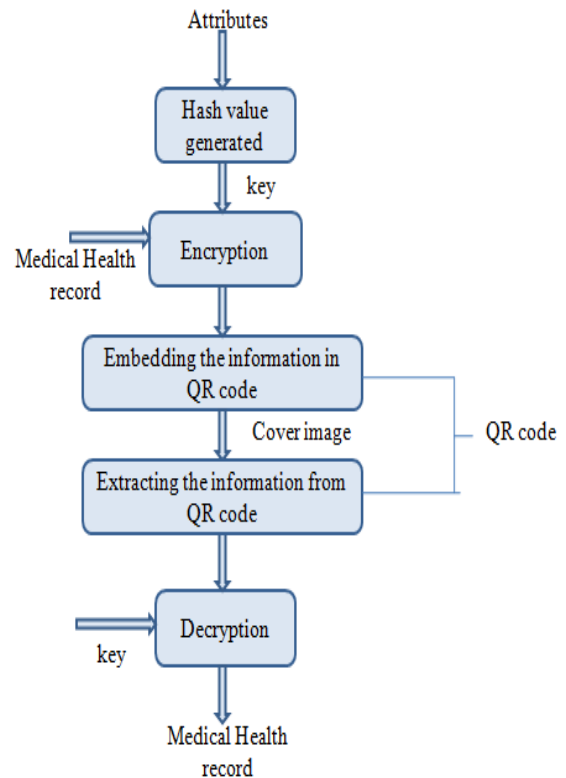 Attributes
Hash value
generated
key
Encryption
Medical Health
record
Embedding the information in
QR code
Cover image
QR code
Extracting the information from
QR code
Decryption
key
Medical Health
record